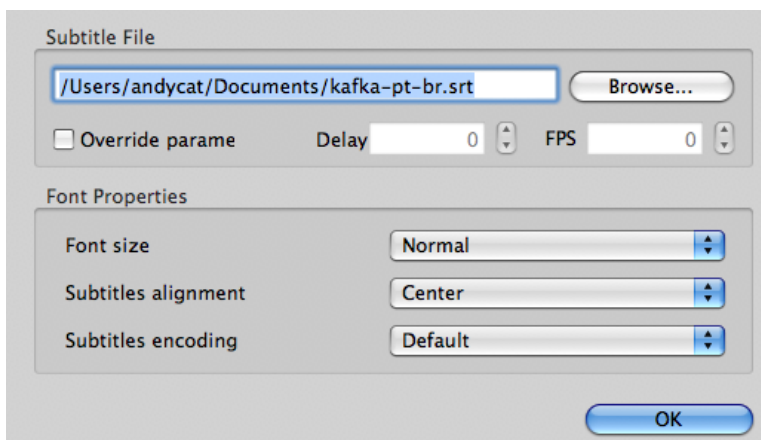 Subtitle File
/Users/andycat/Documents/kafka-pt-br.srt Browse...
Override parame Delay 0 FPS 0
Font Properties
Font size Normal
Subtitles alignment Center
Subtitles encoding Default
OK